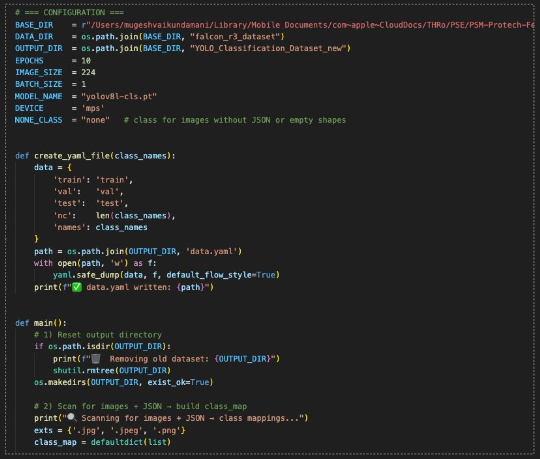 # === CONFIGURATION ===
BASE_DIR = r"/Users/mugeshvaikundamani/Library/Mobile Documents/com~apple~CloudDocs/THRo/PSE/PSM-Protech-Fe
DATA_DIR = os.path.join(BASE_DIR, "falcon_r3_dataset")
OUTPUT_DIR = os.path.join(BASE_DIR, "YOLO_Classification_Dataset_new")
EPOCHS = 10
IMAGE_SIZE = 224
BATCH_SIZE = 1
MODEL_NAME = "yolov8l-cls.pt"
DEVICE = 'mps'
NONE_CLASS = "none" # class for images without JSON or empty shapes
def create_yaml_file(class_names):
data = {
'train': 'train',
'val': 'val',
'test': 'test',
'nc': len(class_names),
'names': class_names
}
path = os.path.join(OUTPUT_DIR, 'data.yaml')
with open(path, 'w') as f:
yaml.safe_dump(data, f, default_flow_style=True)
print(f"✅ data.yaml written: {path}")
def main():
# 1) Reset output directory
if os.path.isdir(OUTPUT_DIR):
print(f"🗑️ Removing old dataset: {OUTPUT_DIR}")
shutil.rmtree(OUTPUT_DIR)
os.makedirs(OUTPUT_DIR, exist_ok=True)
# 2) Scan for images + JSON → build class_map
print("🔍 Scanning for images + JSON → class mappings...")
exts = {'.jpg', '.jpeg', '.png'}
class_map = defaultdict(list)